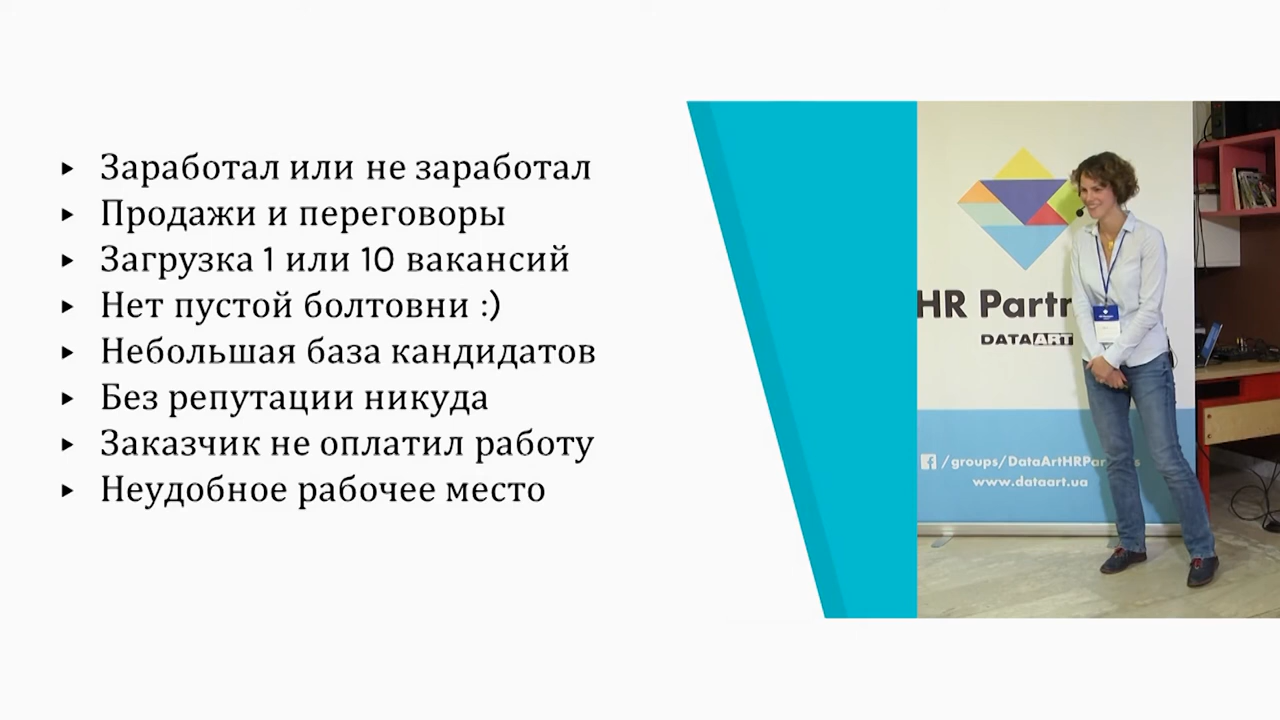 Заработал или не заработал
Продажи и переговоры
Загрузка 1 или 10 вакансий
Нет пустой болтовни :)
Небольшая база кандидатов
Без репутации никуда
Заказчик не оплатил работу
Неудобное рабочее место
HR Partn
DATAART
/groups/DataArtHRPar s
www.dataart.ua